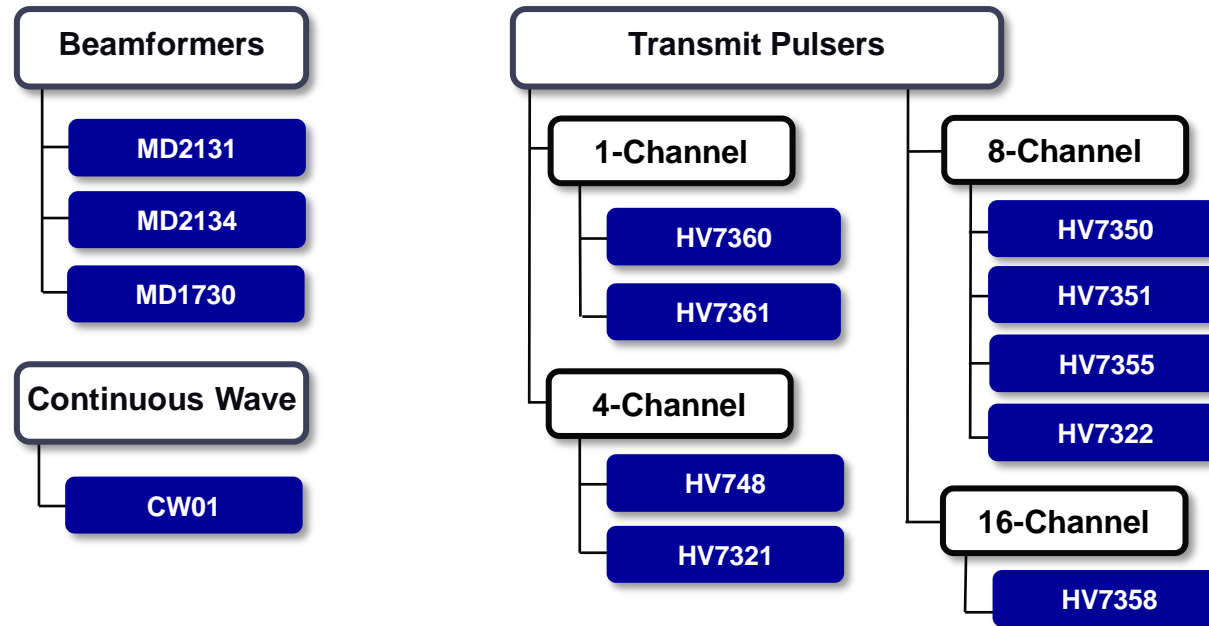 Beamformers
MD2131
MD2134
MD1730
Continuous Wave
CW01
Transmit Pulsers
1-Channel
HV7360
HV7361
4-Channel
HV748
HV7321
8-Channel
HV7350
HV7351
HV7355
HV7322
16-Channel
HV7358